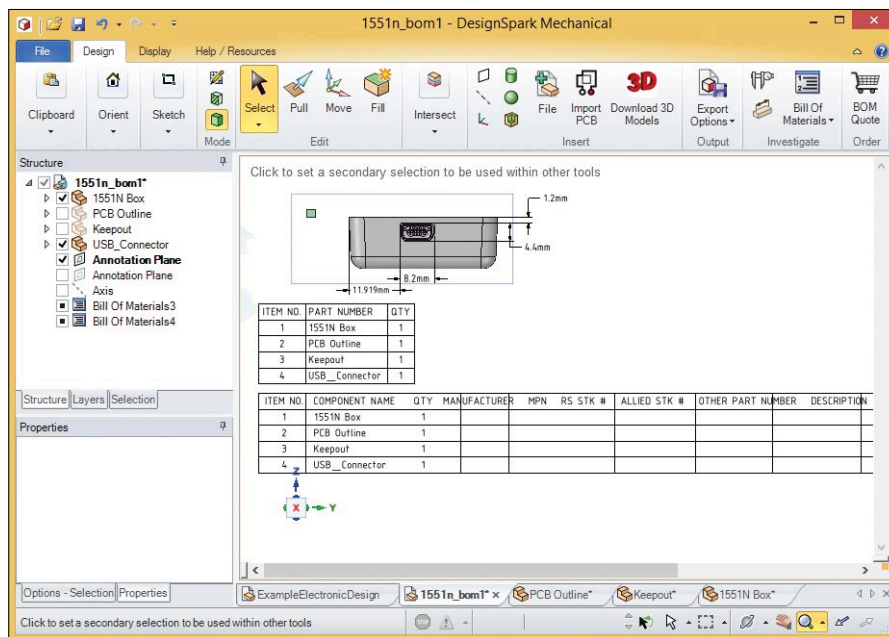 1551n_bom1 - DesignSpark Mechanical
File Design Display Help / Resources
Clipboard Orient Sketch Mode
Select Pull Move Fill Edit
Intersect
File Import PCB Download 3D Models Insert
3D
Export Options Output
Bill Of Materials Investigate
BOM Quote Order
Structure
1551n_bom1*
1551N Box
PCB Outline
Keepout
USB_Connector
Annotation Plane
Annotation Plane
Axis
Bill Of Materials3
Bill Of Materials4
Structure Layers Selection
Properties
Options - Selection Properties
Click to set a secondary selection to be used within other tools
1.2mm
4.4mm
8.2mm
11.919mm
ITEM NO. PART NUMBER QTY
1 1551N Box 1
2 PCB Outline 1
3 Keepout 1
4 USB_Connector 1
ITEM NO. COMPONENT NAME QTY MANUFACTURER MPN RS STK # ALLIED STK # OTHER PART NUMBER DESCRIPTION
1 1551N Box 1
2 PCB Outline 1
3 Keepout 1
4 USB_Connector 1
Z
X Y
ExampleElectronicDesign 1551n_bom1* x PCB Outline* Keepout* 1551N Box*
Click to set a secondary selection to be used within other tools
STOP